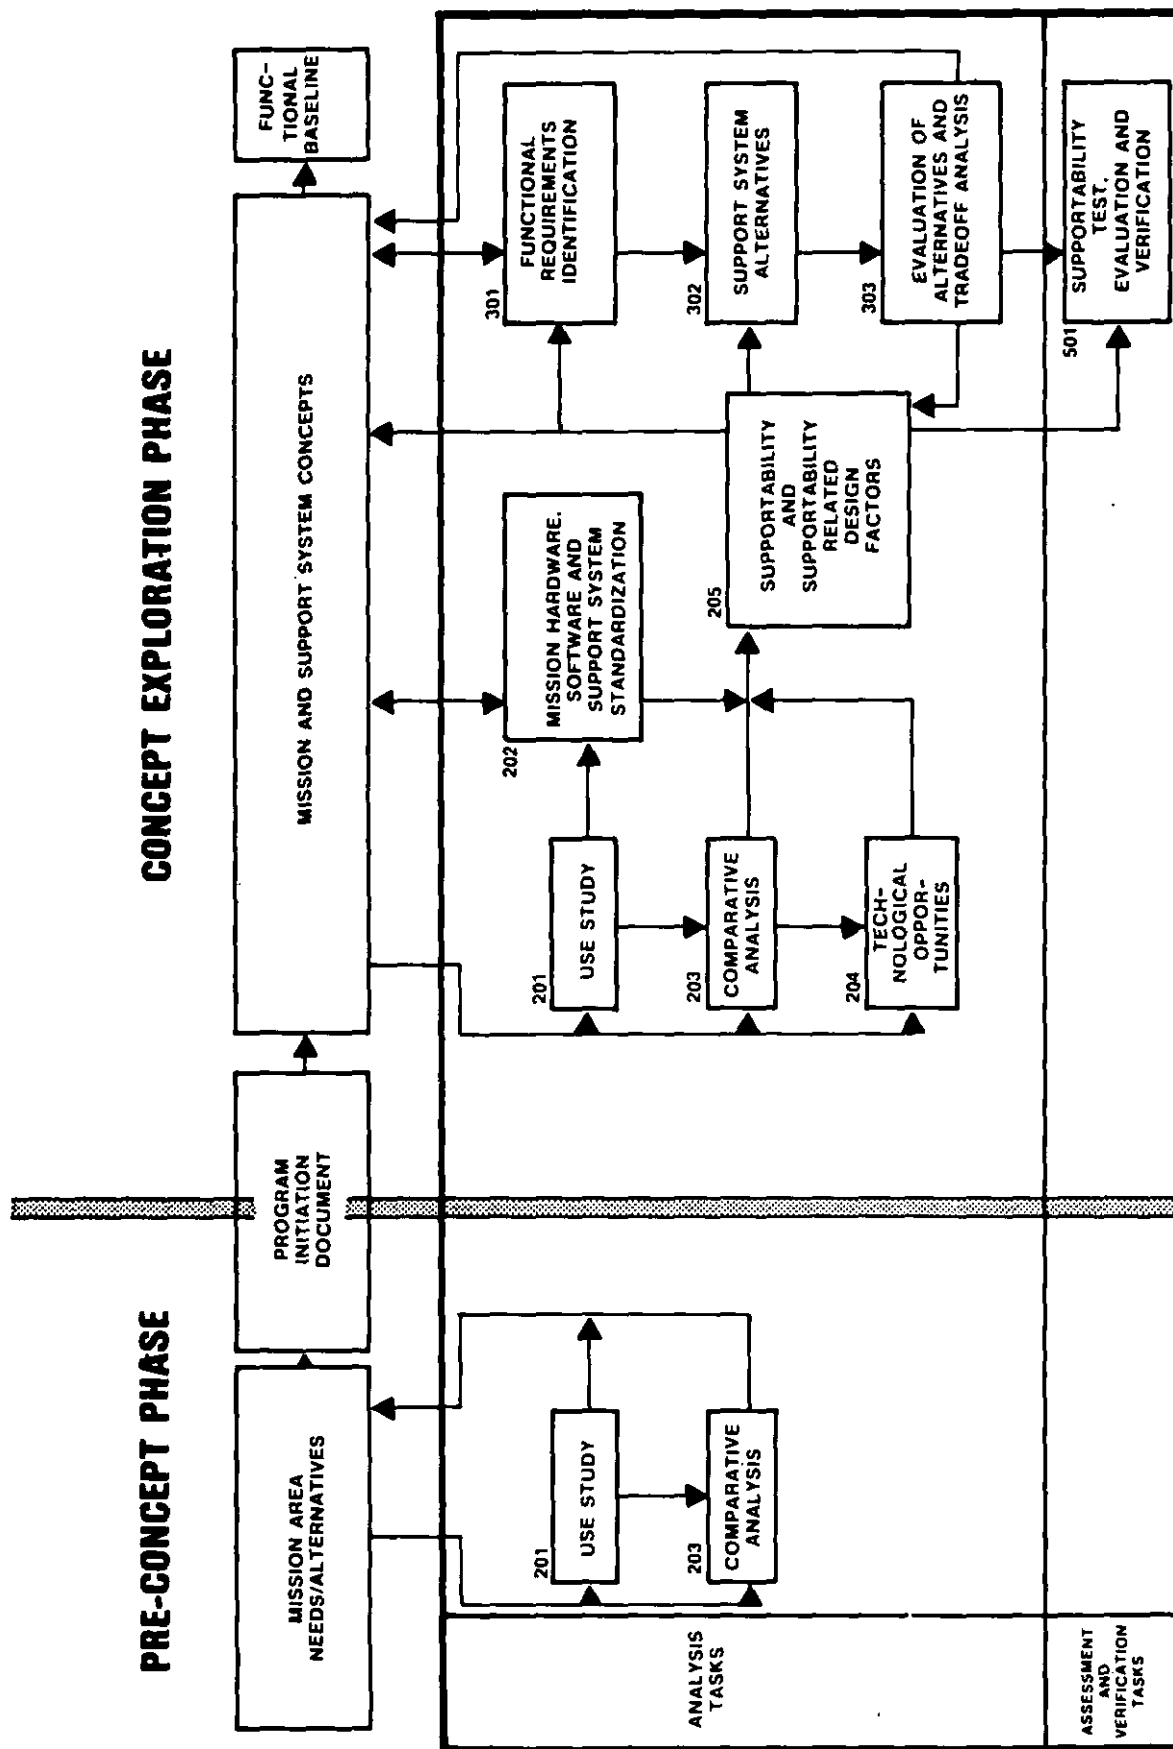 PRE-CONCEPT PHASE
CONCEPT EXPLORATION PHASE
MISSION AREA
NEEDS/ALTERNATIVES
PROGRAM
INITIATION
DOCUMENT
MISSION AND SUPPORT SYSTEM CONCEPTS
FUNC-
TIONAL
BASELINE
ANALYSIS
TASKS
201
USE STUDY
203
COMPARATIVE
ANALYSIS
201
USE STUDY
203
COMPARATIVE
ANALYSIS
204
TECH-
NOLOGICAL
OPPOR-
TUNITIES
202
MISSION HARDWARE.
SOFTWARE AND
SUPPORT SYSTEM
STANDARDIZATION
205
SUPPORTABILITY
AND
SUPPORTABILITY
RELATED
DESIGN
FACTORS
301
FUNCTIONAL
REQUIREMENTS
IDENTIFICATION
302
SUPPORT SYSTEM
ALTERNATIVES
303
EVALUATION OF
ALTERNATIVES AND
TRADEOFF ANALYSIS
ASSESSMENT
AND
VERIFICATION
TASKS
501
SUPPORTABILITY
TEST.
EVALUATION AND
VERIFICATION